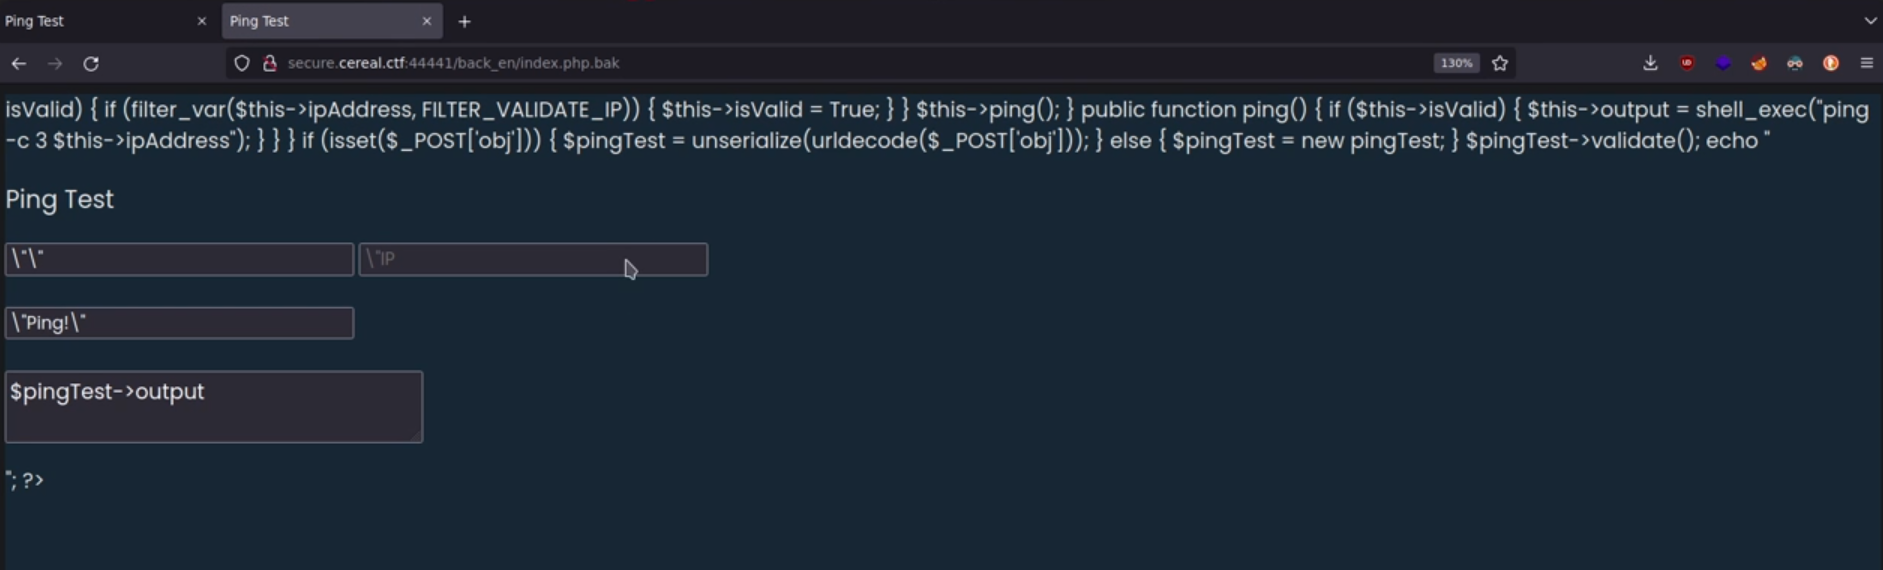 Ping Test
Ping Test
secure.cereal.ctf:44441/back_en/index.php.bak
130%
isValid) { if (filter_var($this->ipAddress, FILTER_VALIDATE_IP)) { $this->isValid = True; } } $this->ping(); } public function ping() { if ($this->isValid) { $this->output = shell_exec("ping
-c 3 $this->ipAddress"); } } } if (isset($_POST['obj'])) { $pingTest = unserialize(urldecode($_POST['obj'])); } else { $pingTest = new pingTest; } $pingTest->validate(); echo "
Ping Test
\"\"
\"IP
\"Ping!\"
$pingTest->output
"; ?>